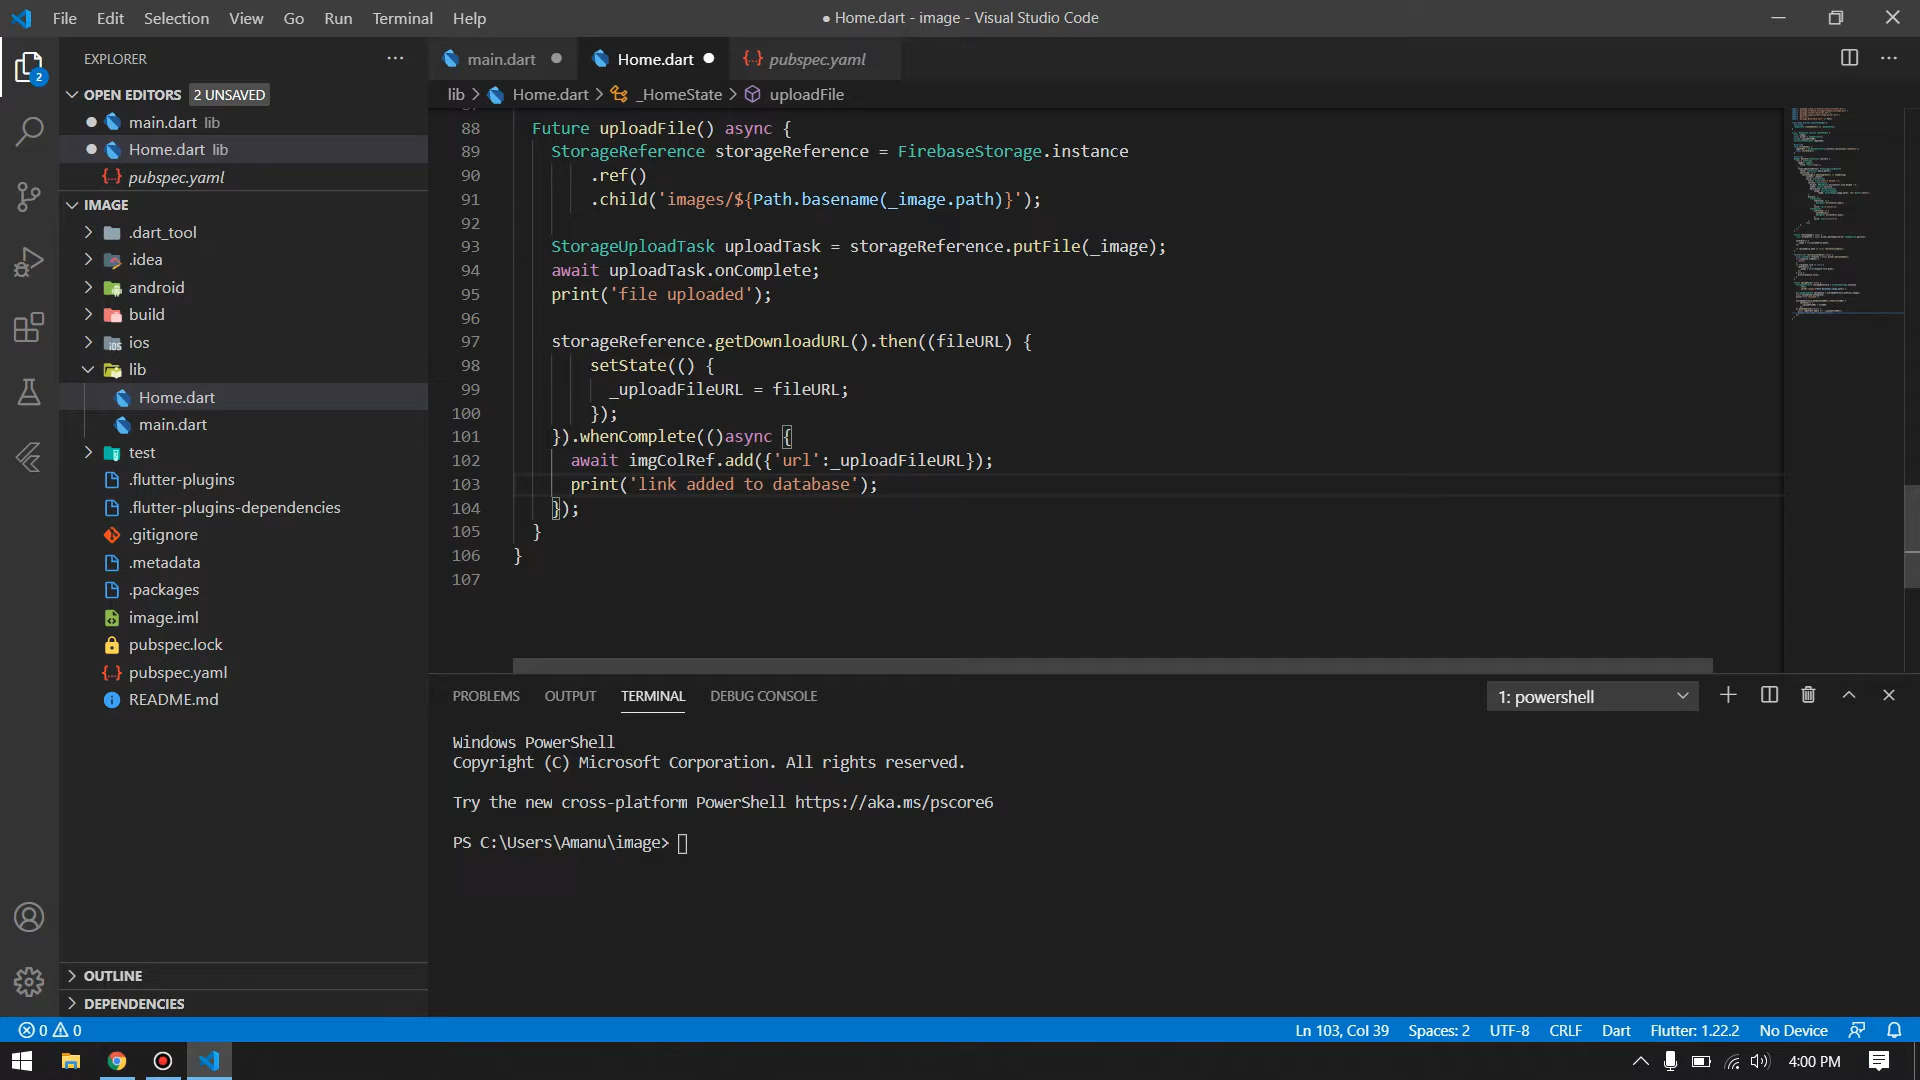 File Edit Selection View Go Run Terminal Help
● Home.dart - image - Visual Studio Code
EXPLORER
2
OPEN EDITORS 2 UNSAVED
main.dart lib
Home.dart lib
pubspec.yaml
IMAGE
.dart_tool
.idea
android
build
ios
lib
Home.dart
main.dart
test
.flutter-plugins
.flutter-plugins-dependencies
.gitignore
.metadata
.packages
image.iml
pubspec.lock
pubspec.yaml
README.md
OUTLINE
DEPENDENCIES
main.dart Home.dart pubspec.yaml
lib > Home.dart > _HomeState > uploadFile
88 Future uploadFile() async {
89 StorageReference storageReference = FirebaseStorage.instance
90 .ref()
91 .child('images/${Path.basename(_image.path)}');
92
93 StorageUploadTask uploadTask = storageReference.putFile(_image);
94 await uploadTask.onComplete;
95 print('file uploaded');
96
97 storageReference.getDownloadURL().then((fileURL) {
98 setState(() {
99 _uploadFileURL = fileURL;
100 });
101 }).whenComplete(()async {
102 await imgColRef.add({'url':_uploadFileURL});
103 print('link added to database');
104 });
105 }
106 }
107
PROBLEMS OUTPUT TERMINAL DEBUG CONSOLE 1: powershell
Windows PowerShell
Copyright (C) Microsoft Corporation. All rights reserved.
Try the new cross-platform PowerShell https://aka.ms/pscore6
PS C:\Users\Amanu\image>
0 0 Ln 103, Col 39 Spaces: 2 UTF-8 CRLF Dart Flutter: 1.22.2 No Device
4:00 PM